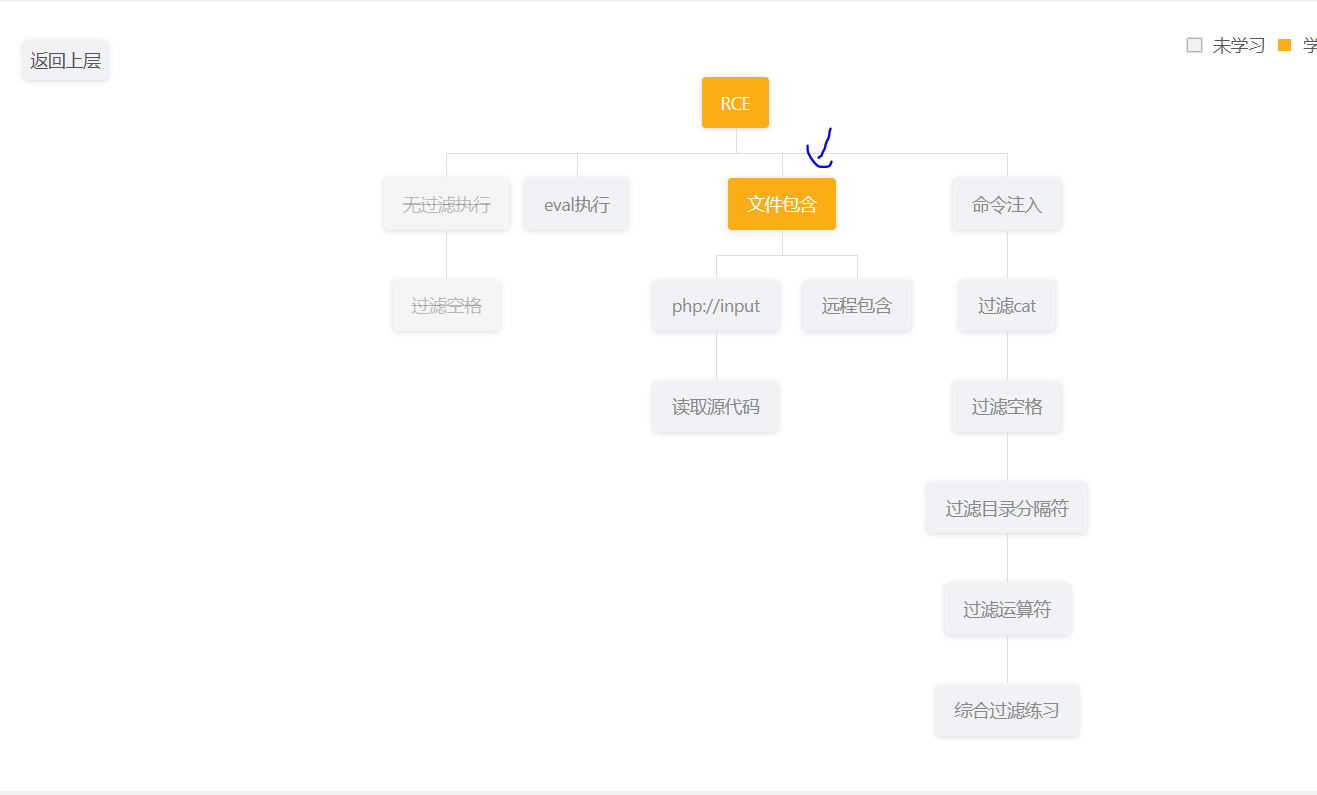 返回上层
未学习
学
RCE
无过滤执行
eval执行
文件包含
命令注入
过滤空格
php://input
远程包含
过滤cat
读取源代码
过滤空格
过滤目录分隔符
过滤运算符
综合过滤练习